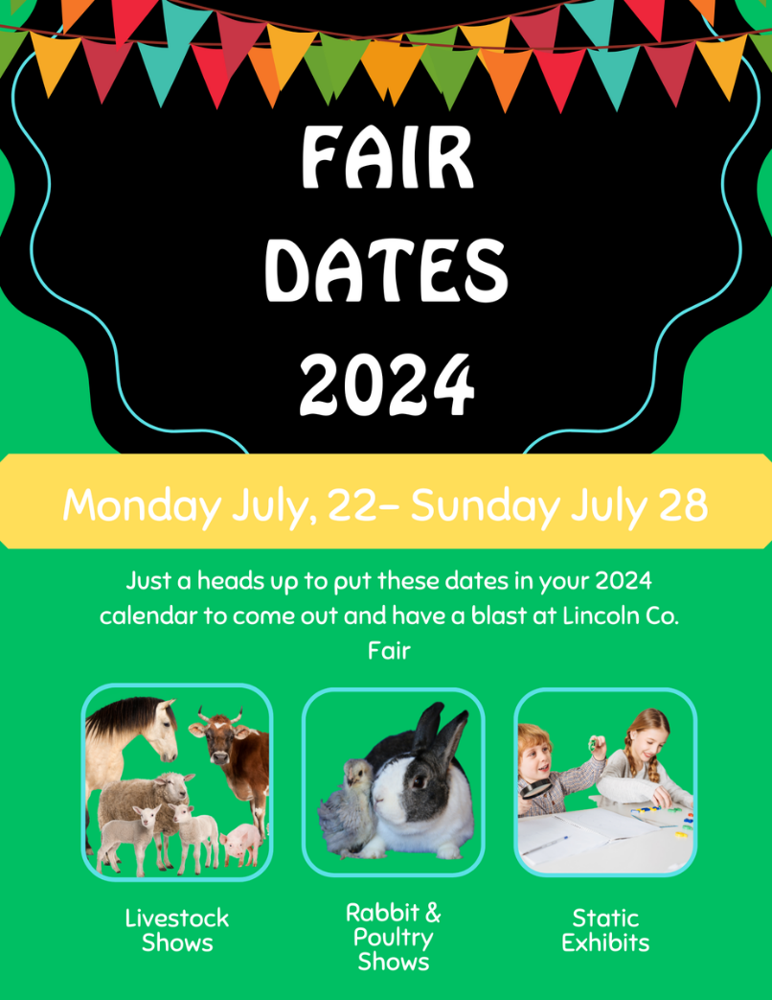 FAIR
DATES
2024
Monday July, 22- Sunday July 28
Just a heads up to put these dates in your 2024
calendar to come out and have a blast at Lincoln Co.
Fair
Livestock
Shows
Rabbit &
Poultry
Shows
Static
Exhibits